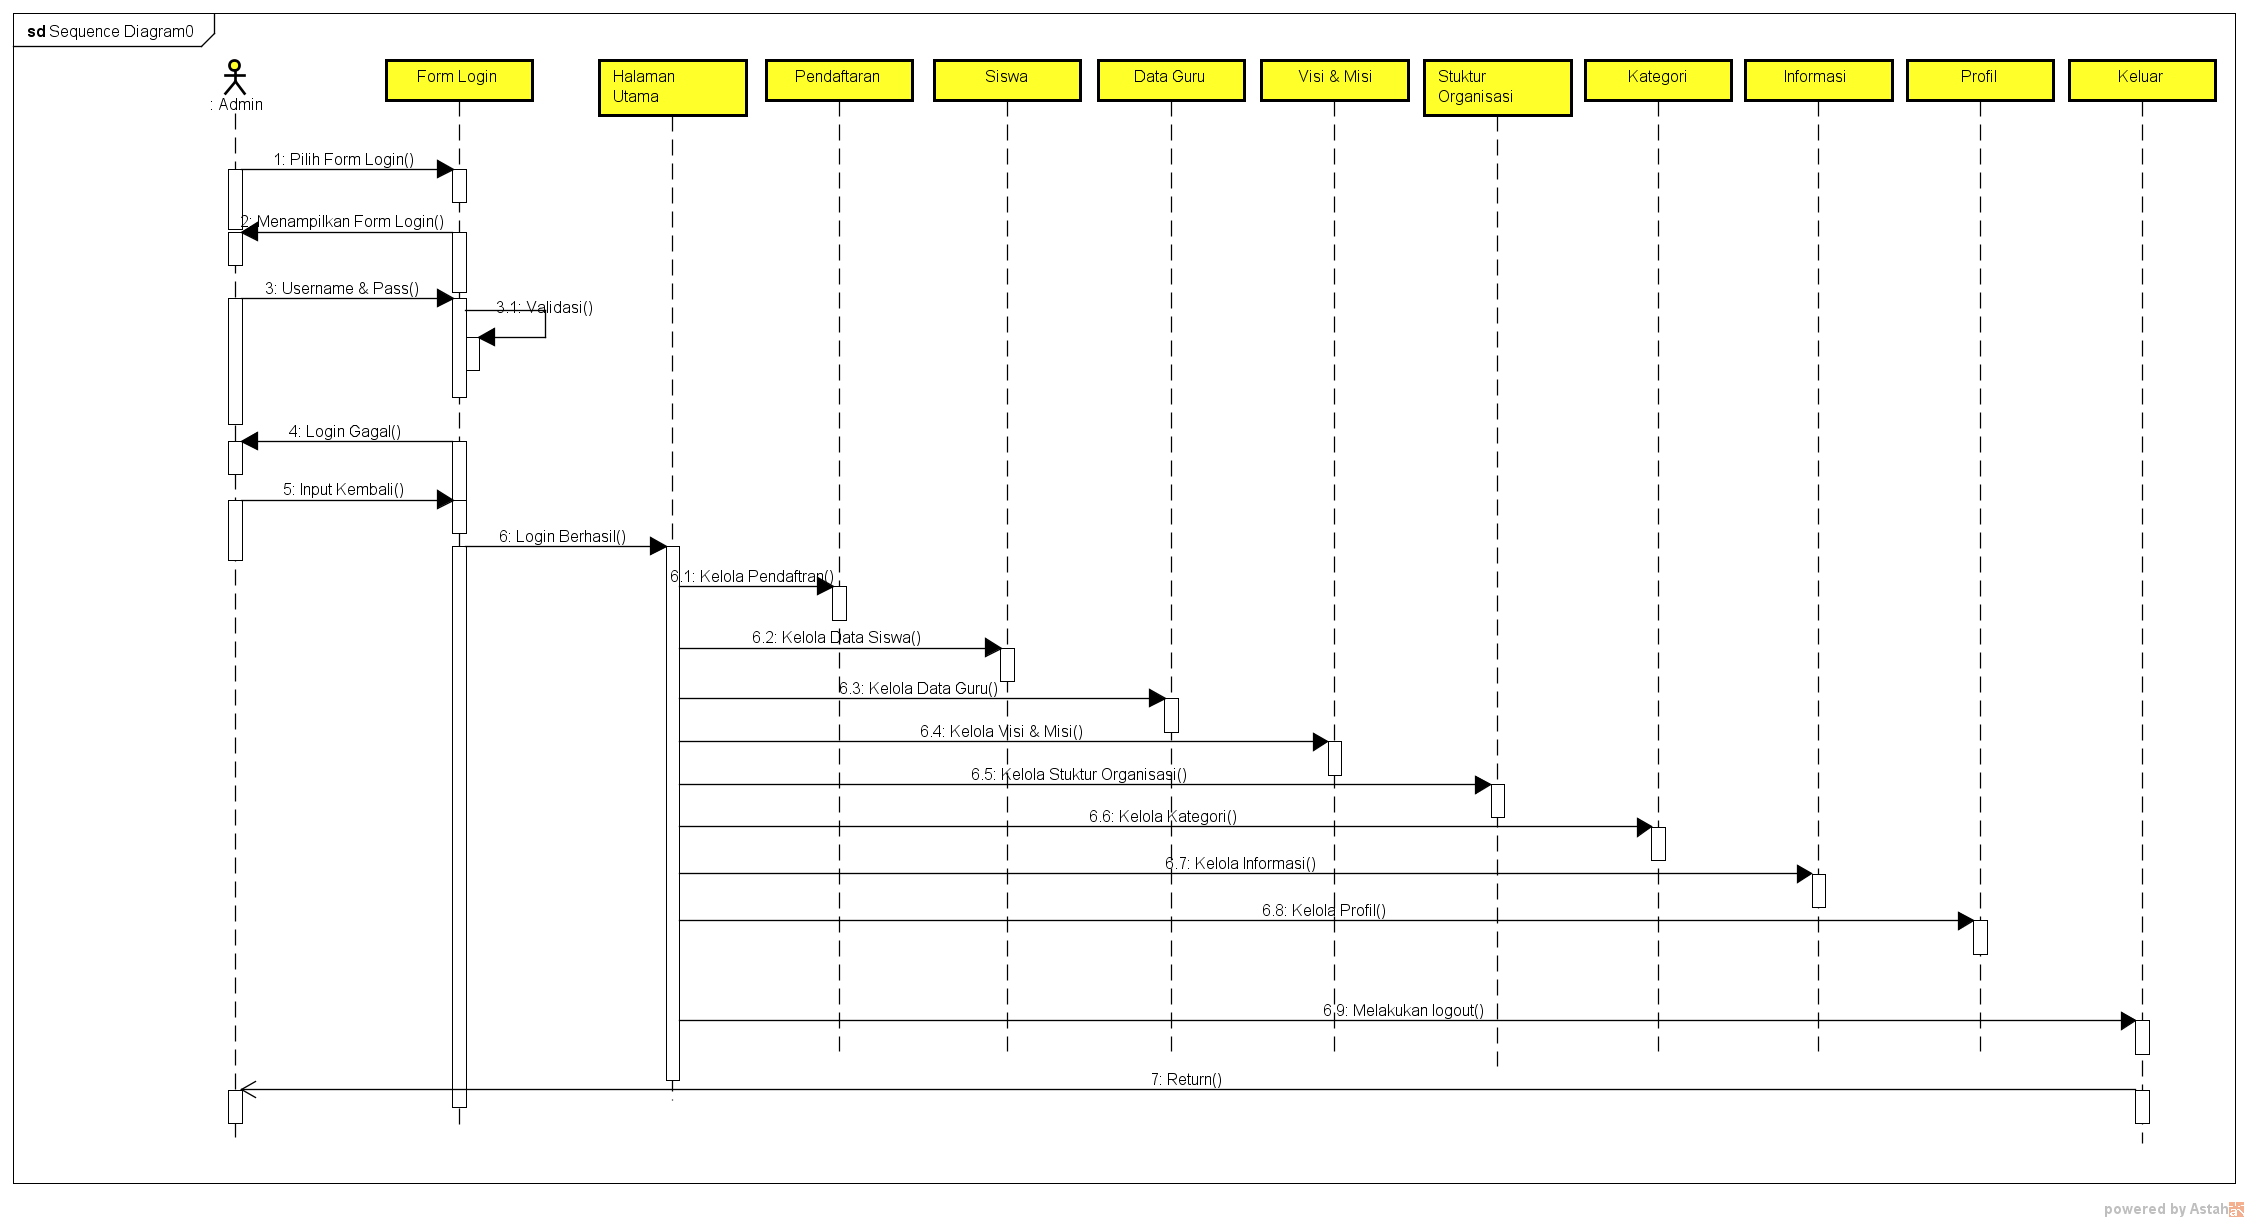 sd Sequence Diagram0
: Admin
Form Login
Halaman
Utama
Pendaftaran
Siswa
Data Guru
Visi & Misi
Stuktur
Organisasi
Kategori
Informasi
Profil
Keluar
1: Pilih Form Login()
2: Menampilkan Form Login()
3: Username & Pass()
3.1: Validasi()
4: Login Gagal()
5: Input Kembali()
6: Login Berhasil()
6.1: Kelola Pendaftran()
6.2: Kelola Data Siswa()
6.3: Kelola Data Guru()
6.4: Kelola Visi & Misi()
6.5: Kelola Stuktur Organisasi()
6.6: Kelola Kategori()
6.7: Kelola Informasi()
6.8: Kelola Profil()
6.9: Melakukan logout()
7: Return()
powered by Astah